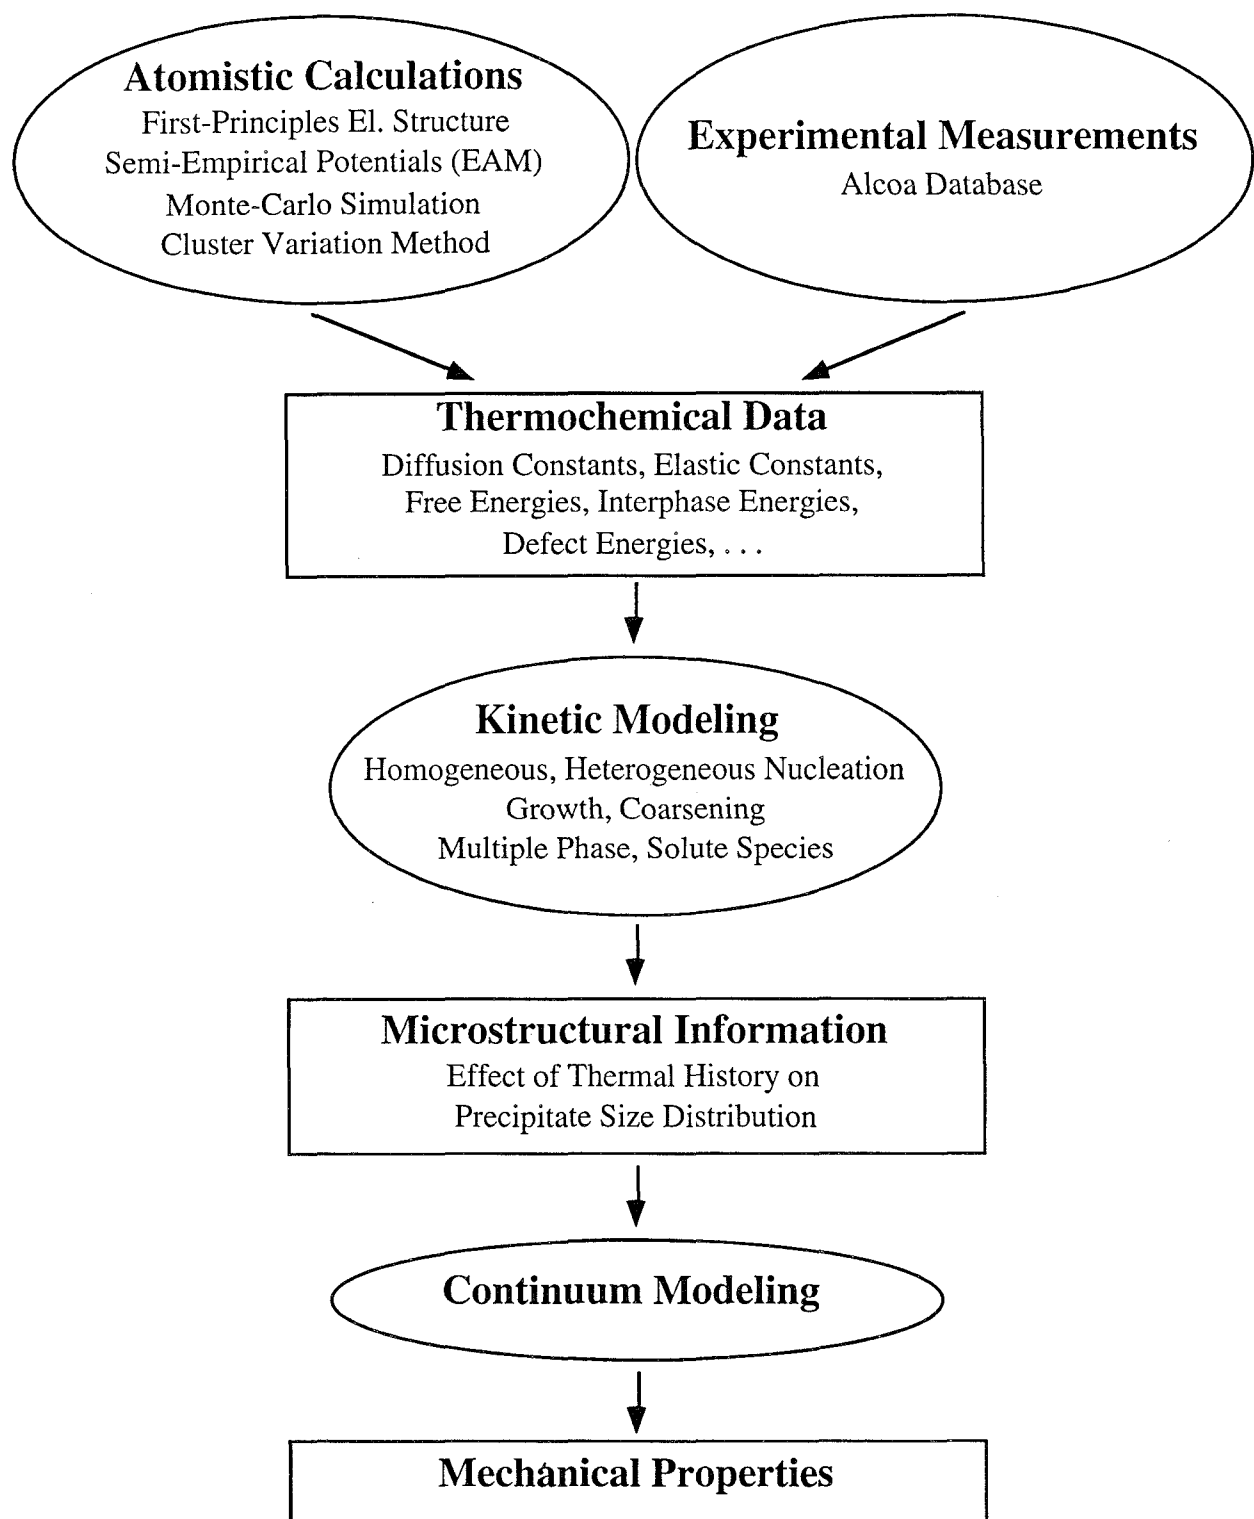 Atomistic Calculations
First-Principles El. Structure
Semi-Empirical Potentials (EAM)
Monte-Carlo Simulation
Cluster Variation Method
Experimental Measurements
Alcoa Database
Thermochemical Data
Diffusion Constants, Elastic Constants,
Free Energies, Interphase Energies,
Defect Energies, . . .
Kinetic Modeling
Homogeneous, Heterogeneous Nucleation
Growth, Coarsening
Multiple Phase, Solute Species
Microstructural Information
Effect of Thermal History on
Precipitate Size Distribution
Continuum Modeling
Mechanical Properties